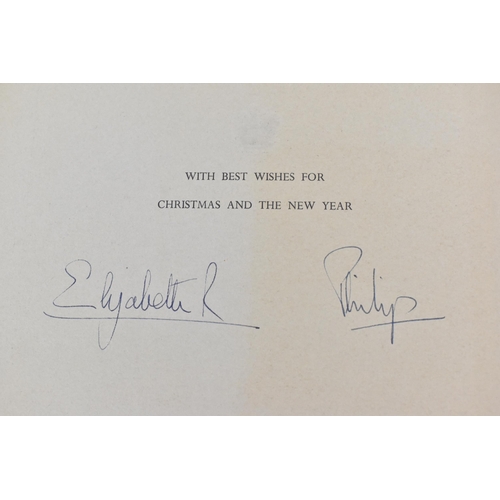 WITH BEST WISHES FOR
CHRISTMAS AND THE NEW YEAR
Elizabeth R Philip